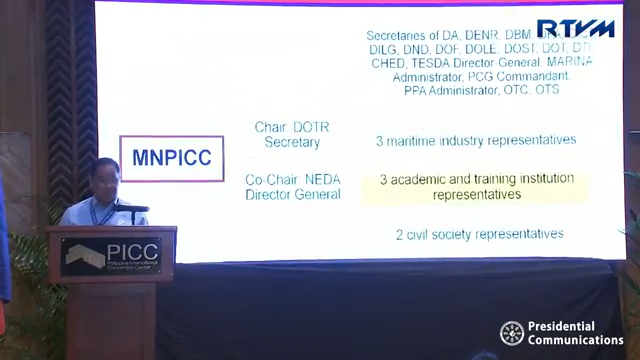 RTVM
Secretaries of DA, DENR, DBM,
DILG, DND, DOF, DOLE, DOST, DOT, DTI,
CHED, TESDA Director-General, MARINA
Administrator, PCG Commandant,
PPA Administrator, OTC, OTS
Chair: DOTR
Secretary
3 maritime industry representatives
MNPICC
Co-Chair: NEDA
Director General
3 academic and training institution
representatives
2 civil society representatives
PICC
Philippine International
Convention Center
Presidential
Communications